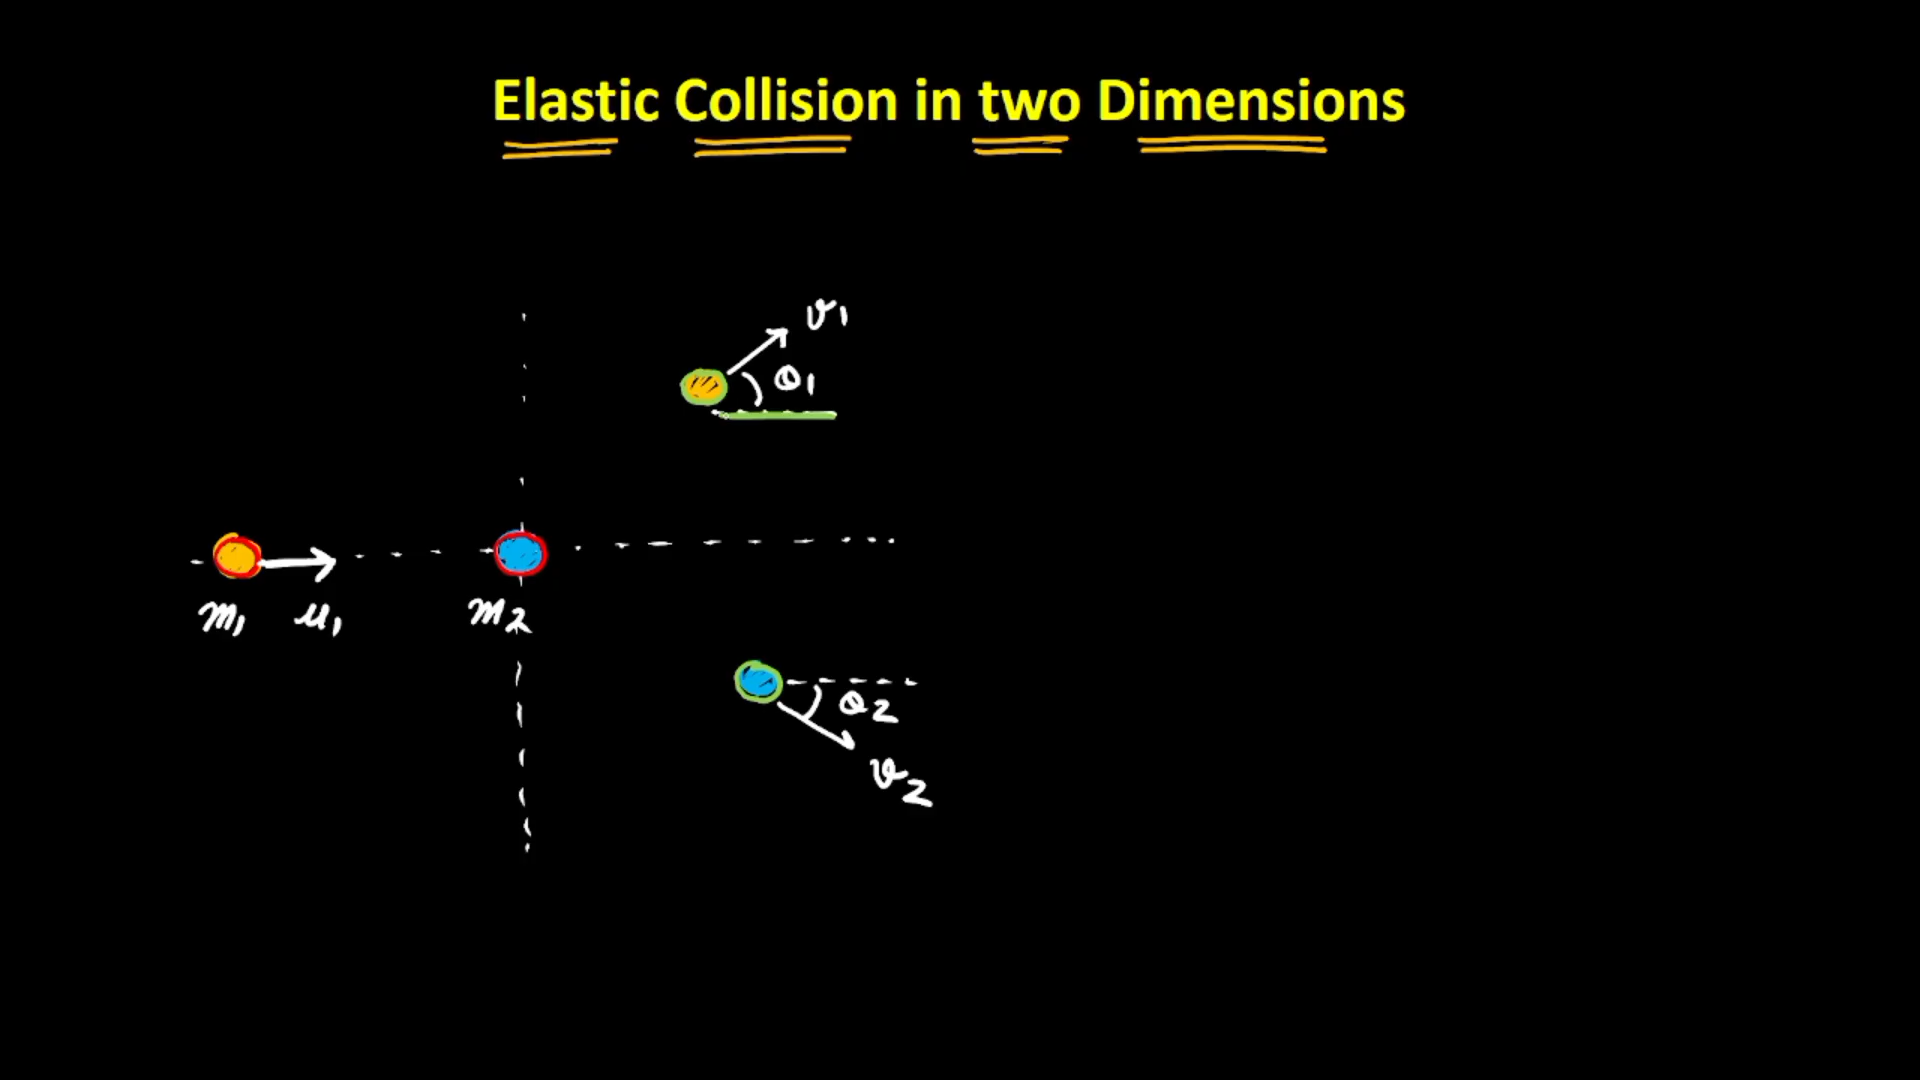 Elastic Collision in two Dimensions
v1
θ1
m1 u1 m2
θ2
v2